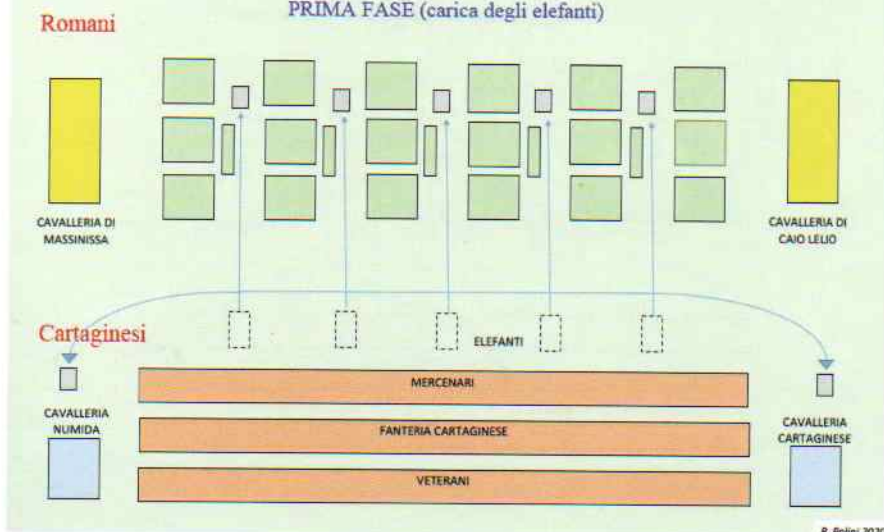 PRIMA FASE (carica degli elefanti)
Romani
CAVALLERIA DI
MASSINISSA
CAVALLERIA DI
CAIO LELIO
Cartaginesi
ELEFANTI
MERCENARI
CAVALLERIA
NUMIDA
FANTERIA CARTAGINESE
CAVALLERIA
CARTAGINESE
VETERANI
2020